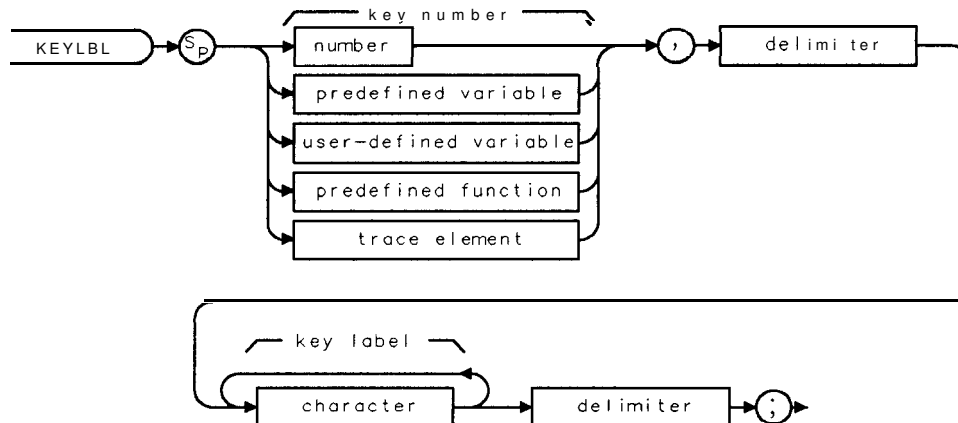 key number
KEYLBL SP number , delimiter
predefined variable
user-defined variable
predefined function
trace element
key label
character delimiter ;